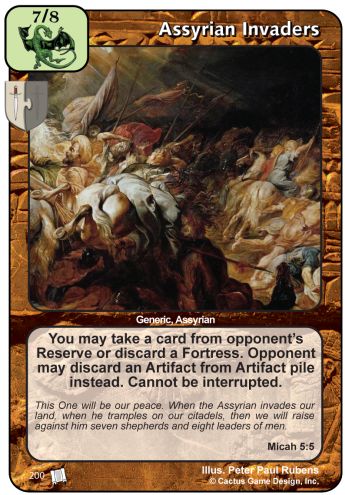 7/8
Assyrian Invaders
Generic, Assyrian
You may take a card from opponent's
Reserve or discard a Fortress. Opponent
may discard an Artifact from Artifact pile
instead. Cannot be interrupted.
This One will be our peace. When the Assyrian invades our
land, when he tramples on our citadels, then we will raise
against him seven shepherds and eight leaders of men.
Micah 5:5
200
Illus. Peter Paul Rubens
© Cactus Game Design, Inc.